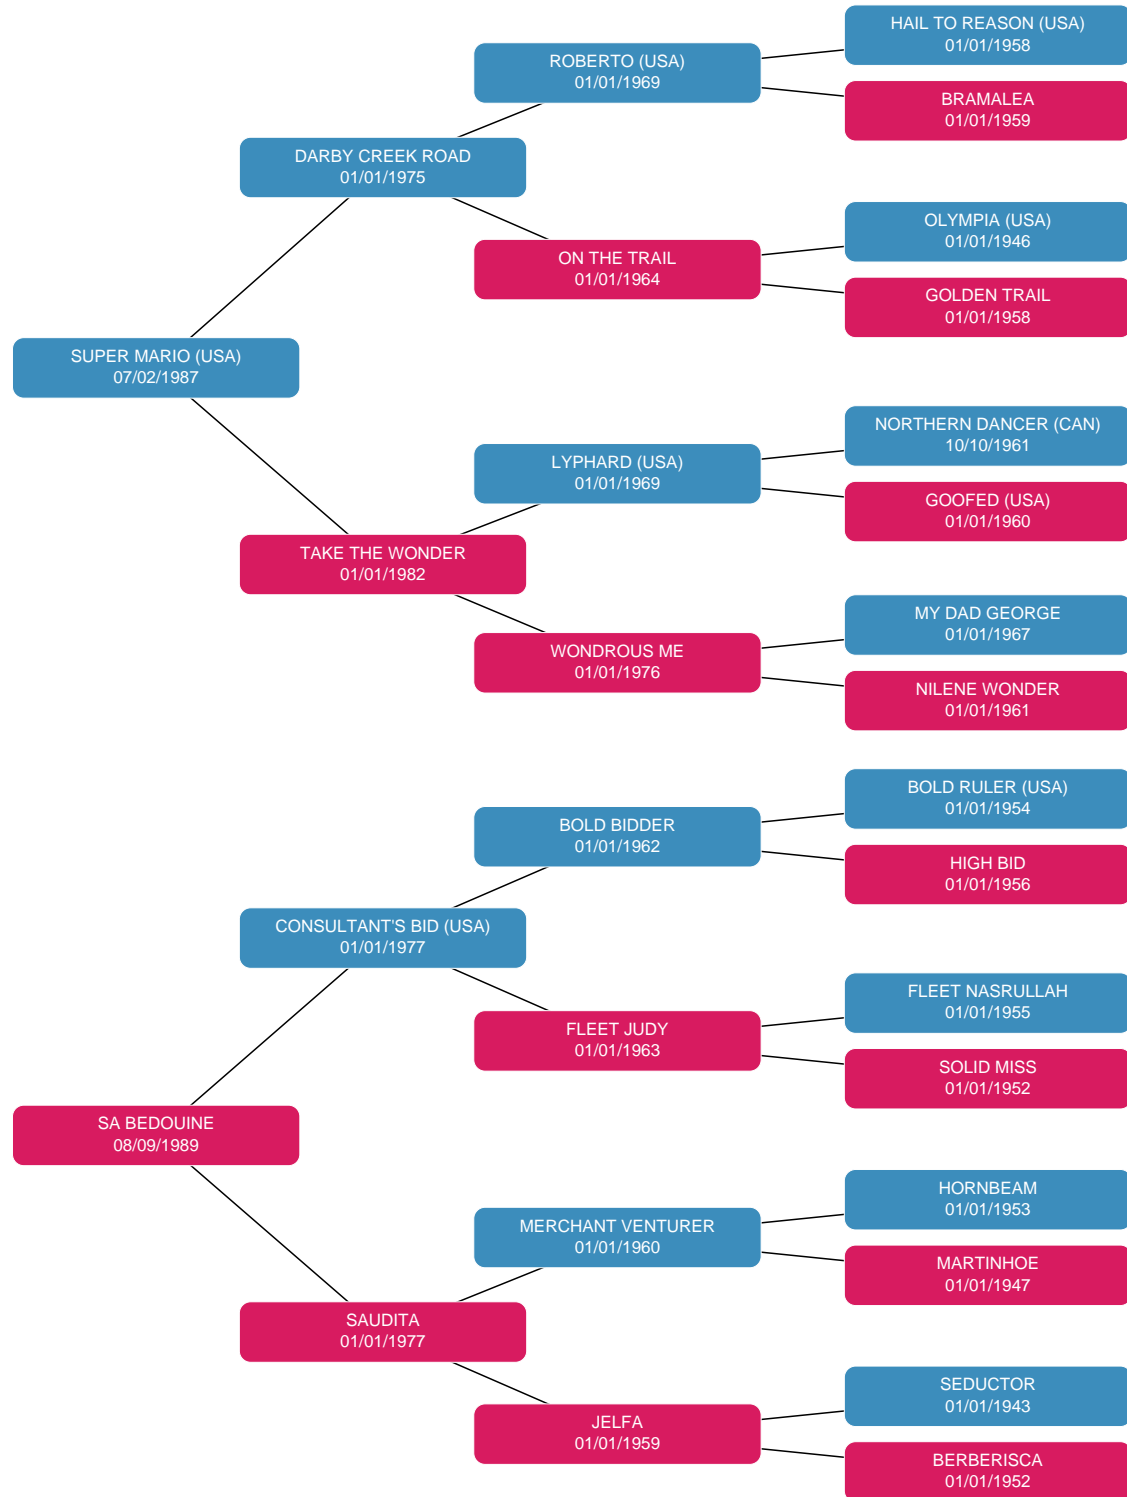 HAIL TO REASON (USA)
01/01/1958
ROBERTO (USA)
01/01/1969
BRAMALEA
01/01/1959
DARBY CREEK ROAD
01/01/1975
OLYMPIA (USA)
01/01/1946
ON THE TRAIL
01/01/1964
GOLDEN TRAIL
01/01/1958
SUPER MARIO (USA)
07/02/1987
NORTHERN DANCER (CAN)
10/10/1961
LYPHARD (USA)
01/01/1969
GOOFED (USA)
01/01/1960
TAKE THE WONDER
01/01/1982
MY DAD GEORGE
01/01/1967
WONDROUS ME
01/01/1976
NILENE WONDER
01/01/1961
BOLD RULER (USA)
01/01/1954
BOLD BIDDER
01/01/1962
HIGH BID
01/01/1956
CONSULTANT'S BID (USA)
01/01/1977
FLEET NASRULLAH
01/01/1955
FLEET JUDY
01/01/1963
SOLID MISS
01/01/1952
SA BEDOUINE
08/09/1989
HORNBEAM
01/01/1953
MERCHANT VENTURER
01/01/1960
MARTINHOE
01/01/1947
SAUDITA
01/01/1977
SEDUCTOR
01/01/1943
JELFA
01/01/1959
BERBERISCA
01/01/1952